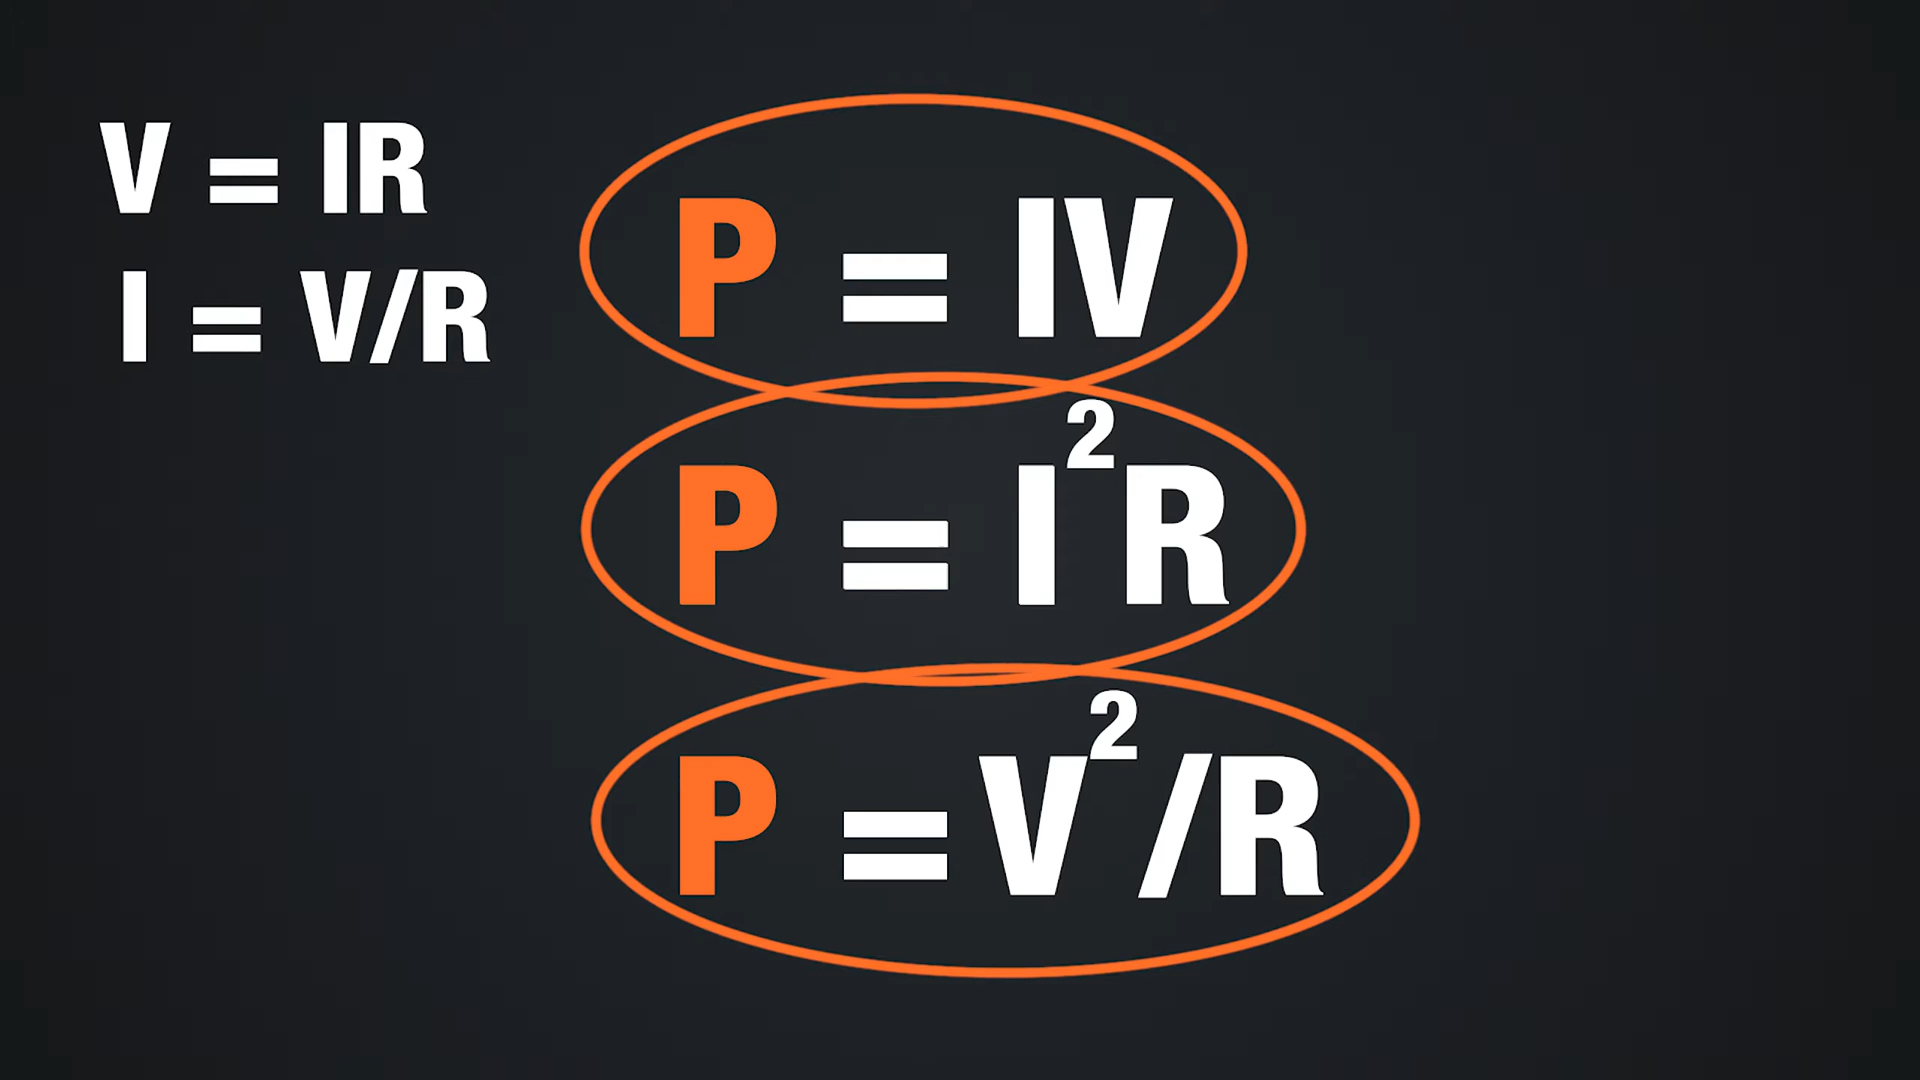 V = IR
I = V/R
P = IV
P = I²R
P = V²/R